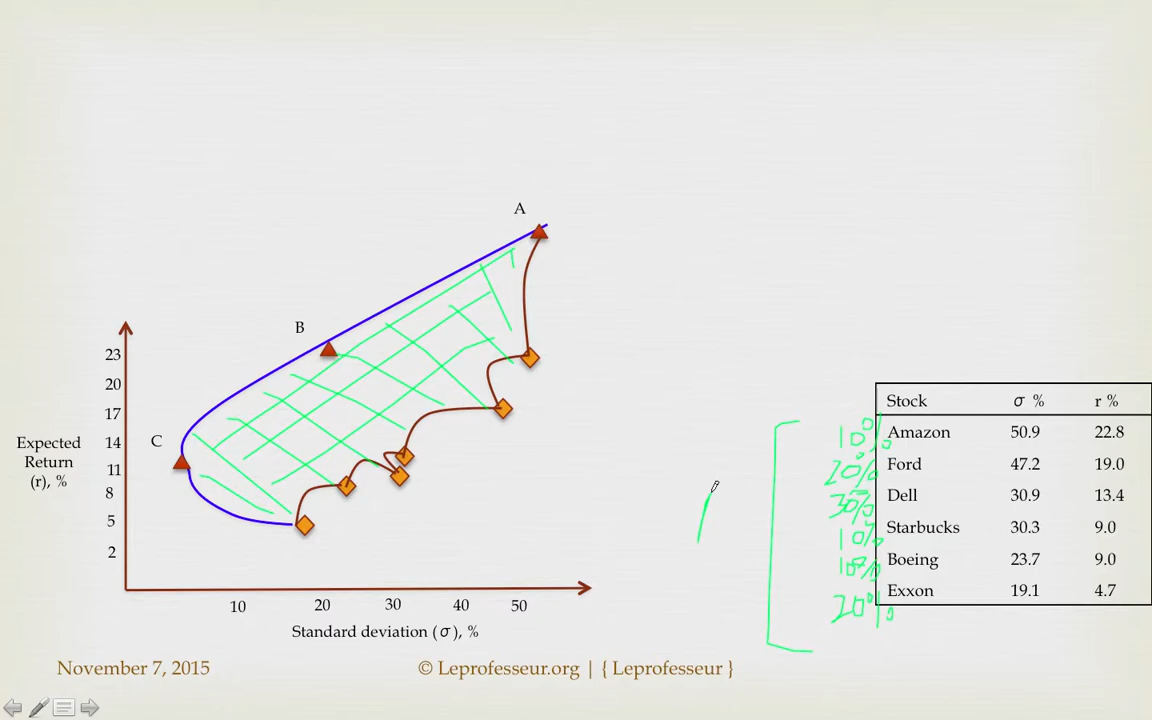 A
B
C
23
20
17
14
11
8
5
2
Expected
Return
(r), %
10 20 30 40 50
Standard deviation (σ), %
10%
20%
30%
10%
10%
20%
Stock σ % r %
Amazon 50.9 22.8
Ford 47.2 19.0
Dell 30.9 13.4
Starbucks 30.3 9.0
Boeing 23.7 9.0
Exxon 19.1 4.7
November 7, 2015 © Leprofesseur.org | { Leprofesseur }